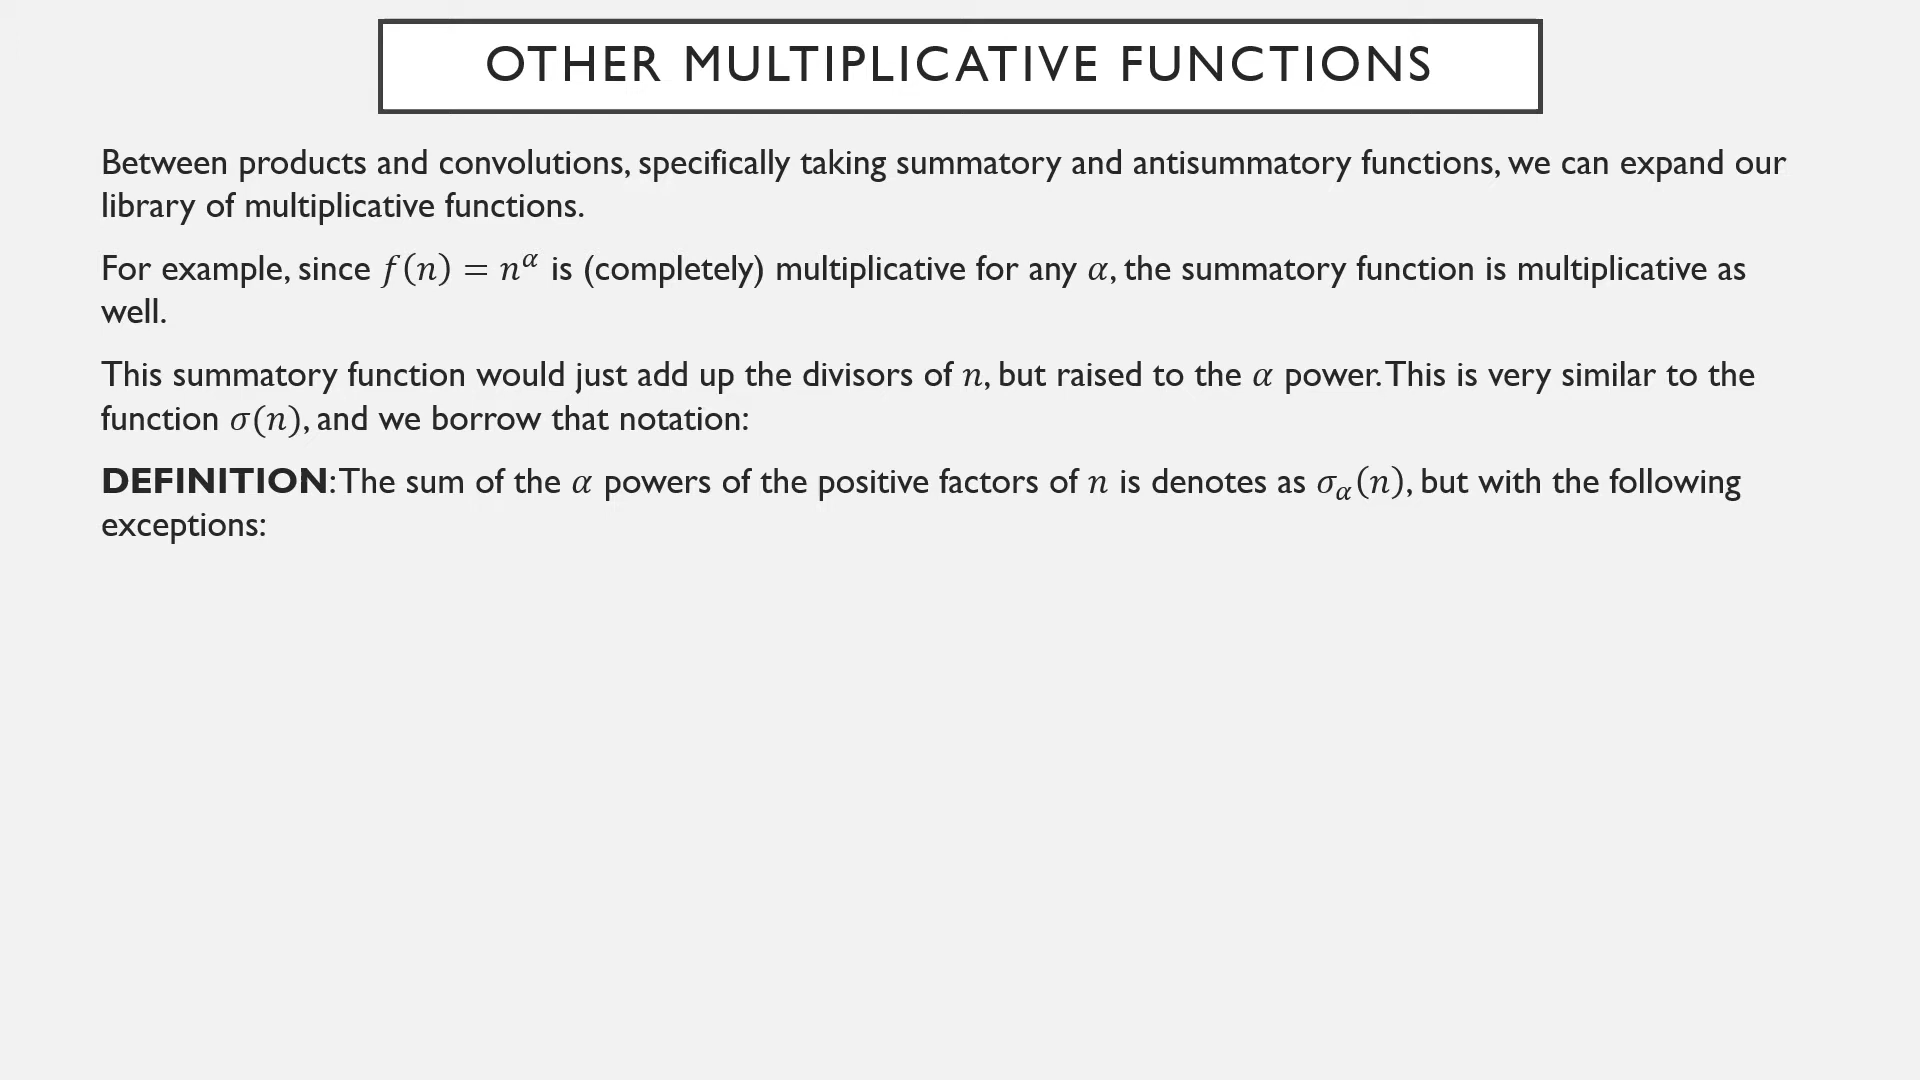 OTHER MULTIPLICATIVE FUNCTIONS
Between products and convolutions, specifically taking summatory and antisummatory functions, we can expand our
library of multiplicative functions.
For example, since f(n) = n^α is (completely) multiplicative for any α, the summatory function is multiplicative as
well.
This summatory function would just add up the divisors of n, but raised to the α power. This is very similar to the
function σ(n), and we borrow that notation:
DEFINITION: The sum of the α powers of the positive factors of n is denotes as σ_α(n), but with the following
exceptions: